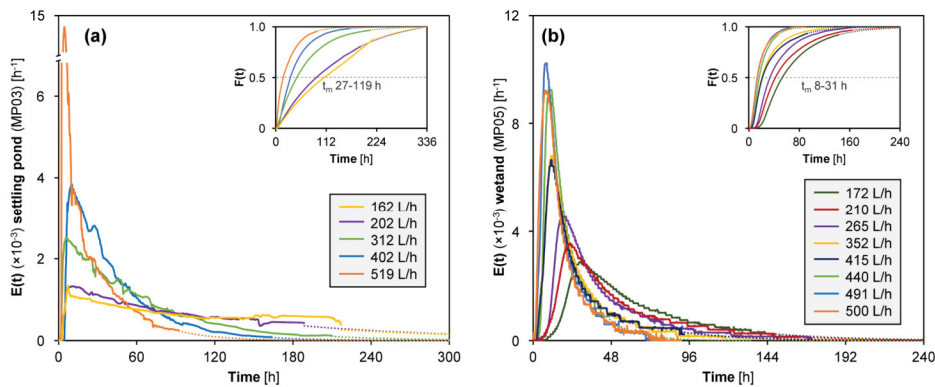 (a)
E(t) (×10⁻³) settling pond (MP03) [h⁻¹]
15
6
4
2
0
0 60 120 180 240 300
Time [h]
F(t)
1.0
0.5
0.0
0 112 224 336
Time [h]
tₘ 27-119 h
162 L/h
202 L/h
312 L/h
402 L/h
519 L/h
(b)
E(t) (×10⁻³) wetand (MP05) [h⁻¹]
12
8
4
0
0 48 96 144 192 240
Time [h]
F(t)
1.0
0.5
0.0
0 80 160 240
Time [h]
tₘ 8-31 h
172 L/h
210 L/h
265 L/h
352 L/h
415 L/h
440 L/h
491 L/h
500 L/h